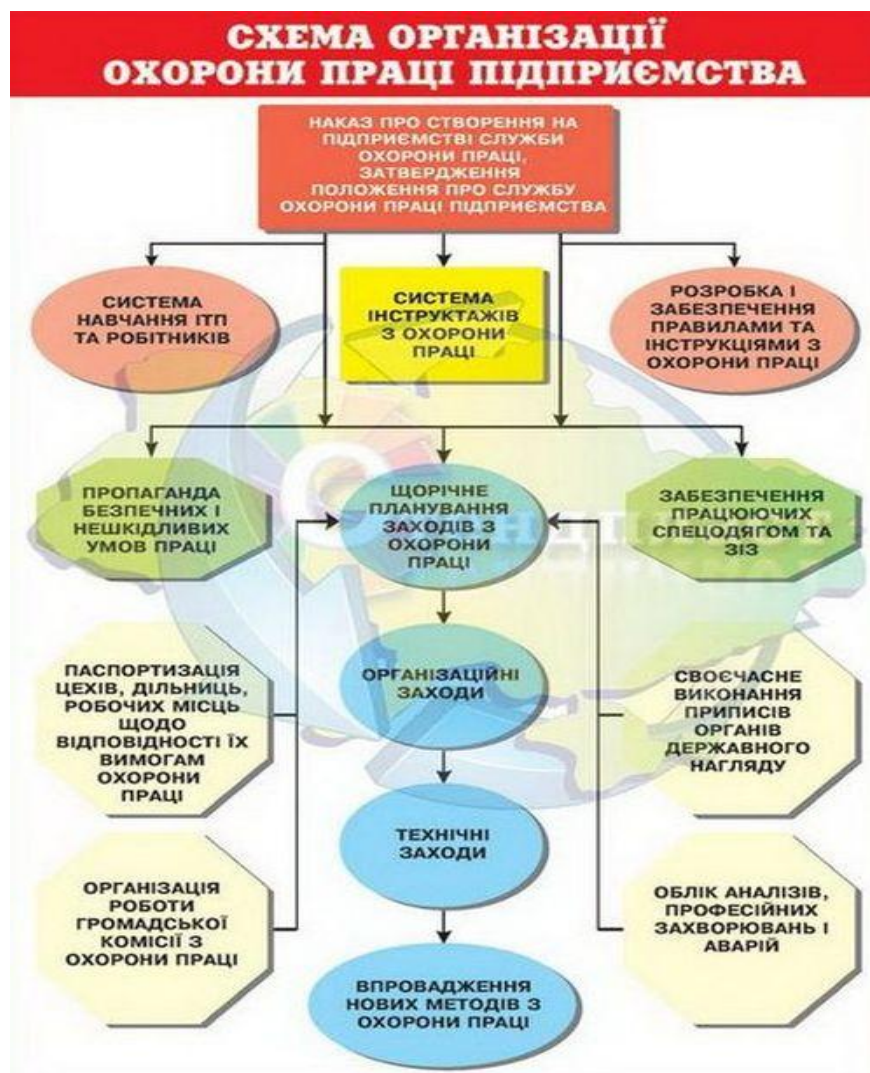 СХЕМА ОРГАНІЗАЦІЇ
ОХОРОНИ ПРАЦІ ПІДПРИЄМСТВА
НАКАЗ ПРО СТВОРЕННЯ НА
ПІДПРИЄМСТВІ СЛУЖБИ
ОХОРОНИ ПРАЦІ,
ЗАТВЕРДЖЕННЯ
ПОЛОЖЕННЯ ПРО СЛУЖБУ
ОХОРОНИ ПРАЦІ ПІДПРИЄМСТВА
СИСТЕМА
НАВЧАННЯ ІТП
ТА РОБІТНИКІВ
СИСТЕМА
ІНСТРУКТАЖІВ
З ОХОРОНИ
ПРАЦІ
РОЗРОБКА І
ЗАБЕЗПЕЧЕННЯ
ПРАВИЛАМИ ТА
ІНСТРУКЦІЯМИ З
ОХОРОНИ ПРАЦІ
ПРОПАГАНДА
БЕЗПЕЧНИХ І
НЕШКІДЛИВИХ
УМОВ ПРАЦІ
ЩОРІЧНЕ
ПЛАНУВАННЯ
ЗАХОДІВ З
ОХОРОНИ
ПРАЦІ
ЗАБЕЗПЕЧЕННЯ
ПРАЦЮЮЧИХ
СПЕЦОДЯГОМ ТА
ЗІЗ
ПАСПОРТИЗАЦІЯ
ЦЕХІВ, ДІЛЬНИЦЬ,
РОБОЧИХ МІСЦЬ
ЩОДО
ВІДПОВІДНОСТІ ЇХ
ВИМОГАМ
ОХОРОНИ
ПРАЦІ
ОРГАНІЗАЦІЙНІ
ЗАХОДИ
СВОЄЧАСНЕ
ВИКОНАННЯ
ПРИПИСІВ
ОРГАНІВ
ДЕРЖАВНОГО
НАГЛЯДУ
ТЕХНІЧНІ
ЗАХОДИ
ОРГАНІЗАЦІЯ
РОБОТИ
ГРОМАДСЬКОЇ
КОМІСІЇ З
ОХОРОНИ ПРАЦІ
ОБЛІК АНАЛІЗІВ,
ПРОФЕСІЙНИХ
ЗАХВОРЮВАНЬ І
АВАРІЙ
ВПРОВАДЖЕННЯ
НОВИХ МЕТОДІВ З
ОХОРОНИ ПРАЦІ